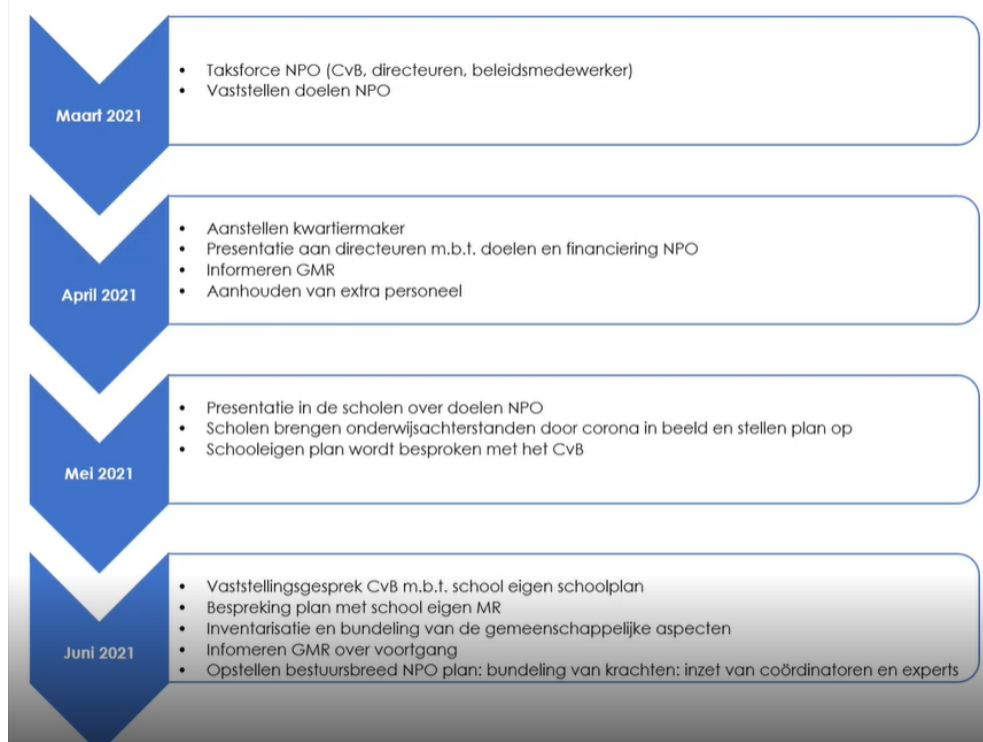 Maart 2021
• Taksforce NPO (CvB, directeuren, beleidsmedewerker)
• Vaststellen doelen NPO
April 2021
• Aanstellen kwartiermaker
• Presentatie aan directeuren m.b.t. doelen en financiering NPO
• Informeren GMR
• Aanhouden van extra personeel
Mei 2021
• Presentatie in de scholen over doelen NPO
• Scholen brengen onderwijsachterstanden door corona in beeld en stellen plan op
• Schooleigen plan wordt besproken met het CvB
Juni 2021
• Vaststellingsgesprek CvB m.b.t. school eigen schoolplan
• Bespreking plan met school eigen MR
• Inventarisatie en bundeling van de gemeenschappelijke aspecten
• Infomeren GMR over voortgang
• Opstellen bestuursbreed NPO plan: bundeling van krachten: inzet van coördinatoren en experts